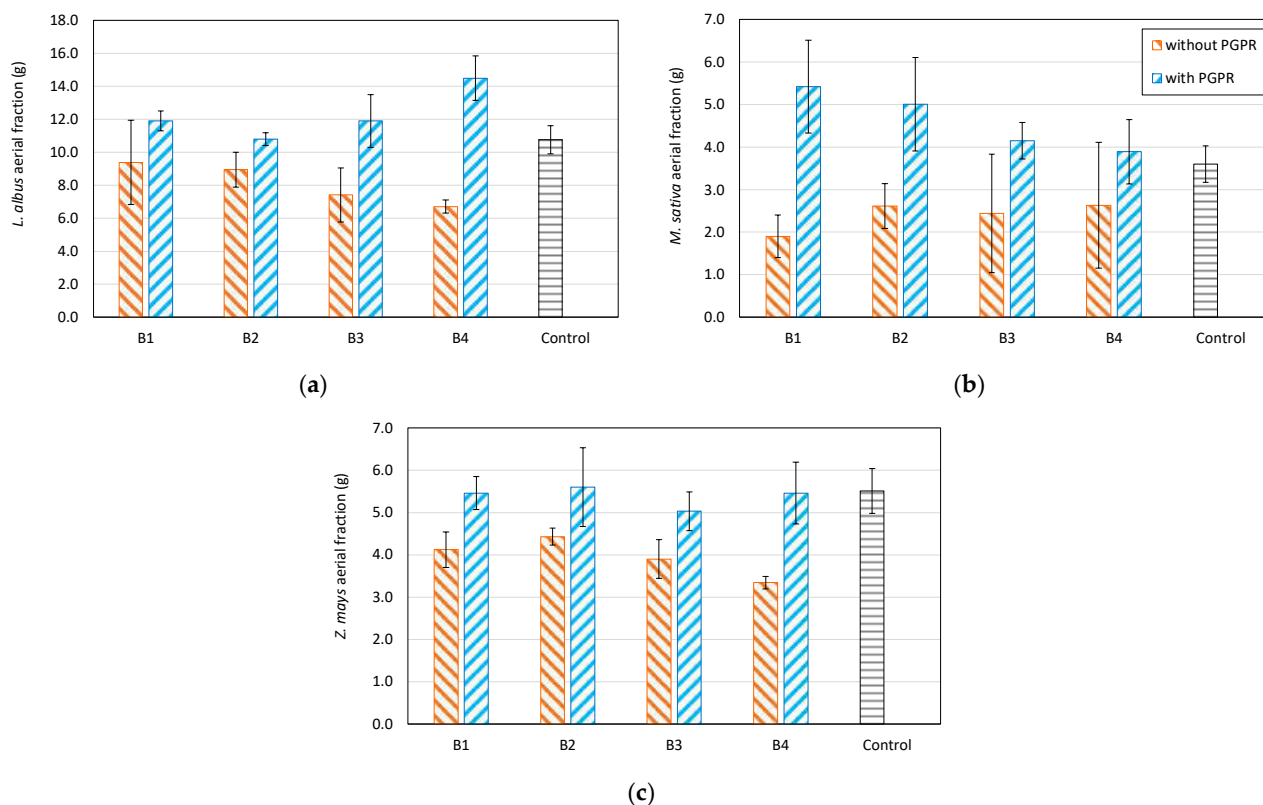 L. albus aerial fraction (g)
18.0
16.0
14.0
12.0
10.0
8.0
6.0
4.0
2.0
0.0
B1 B2 B3 B4 Control
(a)
M. sativa aerial fraction (g)
7.0
6.0
5.0
4.0
3.0
2.0
1.0
0.0
without PGPR
with PGPR
B1 B2 B3 B4 Control
(b)
Z. mays aerial fraction (g)
7.0
6.0
5.0
4.0
3.0
2.0
1.0
0.0
B1 B2 B3 B4 Control
(c)